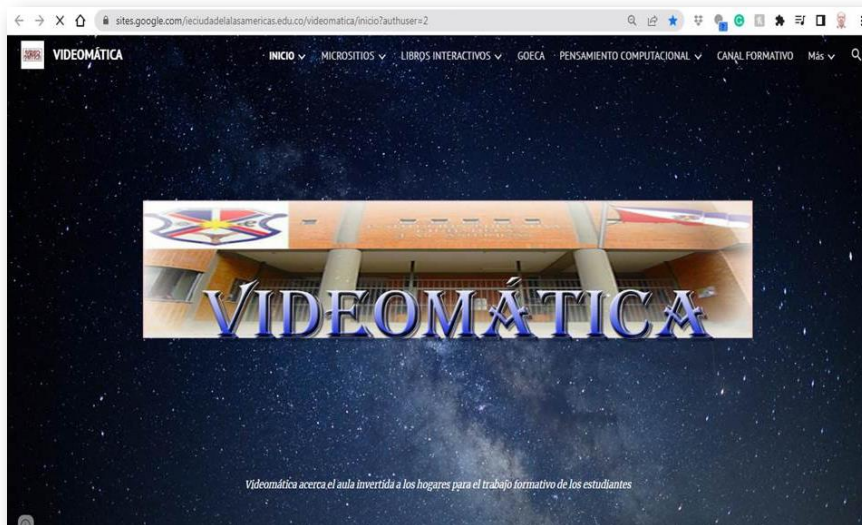 sites.google.com/ieciudadelalasamericas.edu.co/videomatica/inicio?authuser=2
VIDEOMÁTICA
INICIO MICROSITIOS LIBROS INTERACTIVOS GOECA PENSAMIENTO COMPUTACIONAL CANAL FORMATIVO Más
VIDEOMÁTICA
Videomática acerca el aula invertida a los hogares para el trabajo formativo de los estudiantes